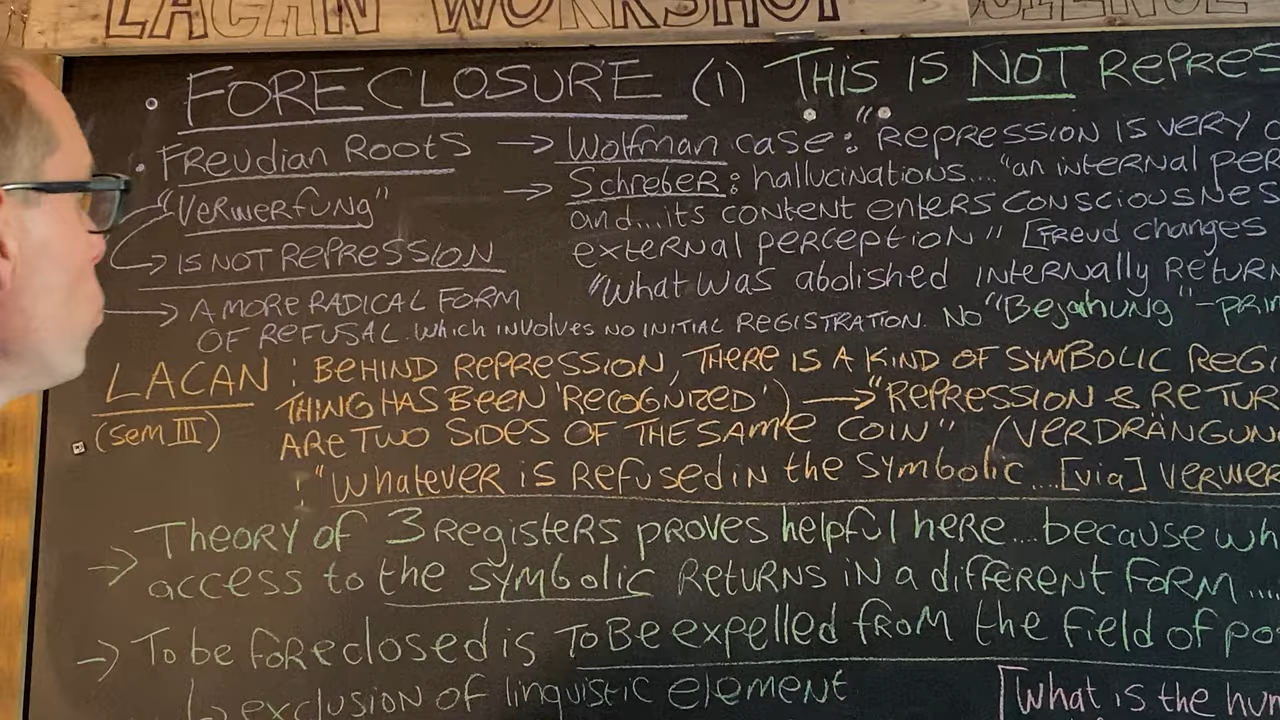 LACAN WORKSHOP SCIENCE
• FORECLOSURE (1) THIS IS NOT REPRES
• Freudian Roots → Wolfman case: "REPRESSION IS VERY
"Verwerfung" → Schreber: hallucinations... "an internal per
and...its content enters consciousnes
→ IS NOT REPRESSION external perception" [Freud changes
"What was abolished internally return
→ A MORE RADICAL FORM
OF REFUSAL which INVOLVES NO INITIAL REGISTRATION. NO "Bejahung" - prim
LACAN : BEHIND REPRESSION, THERE IS A KIND OF SYMBOLIC REGI
(sem III) THING HAS BEEN 'RECOGNIZED') → "REPRESSION & RETUR
ARE TWO SIDES OF THE SAME COIN" (VERDRÄNGUN
: "Whatever is refused in the symbolic...[via] Verwer
→ Theory of 3 registers proves helpful here...because wh
access to the symbolic returns in a different form....
→ To be foreclosed is to be expelled from the field of po
↳ exclusion of linguistic element [What is the hum